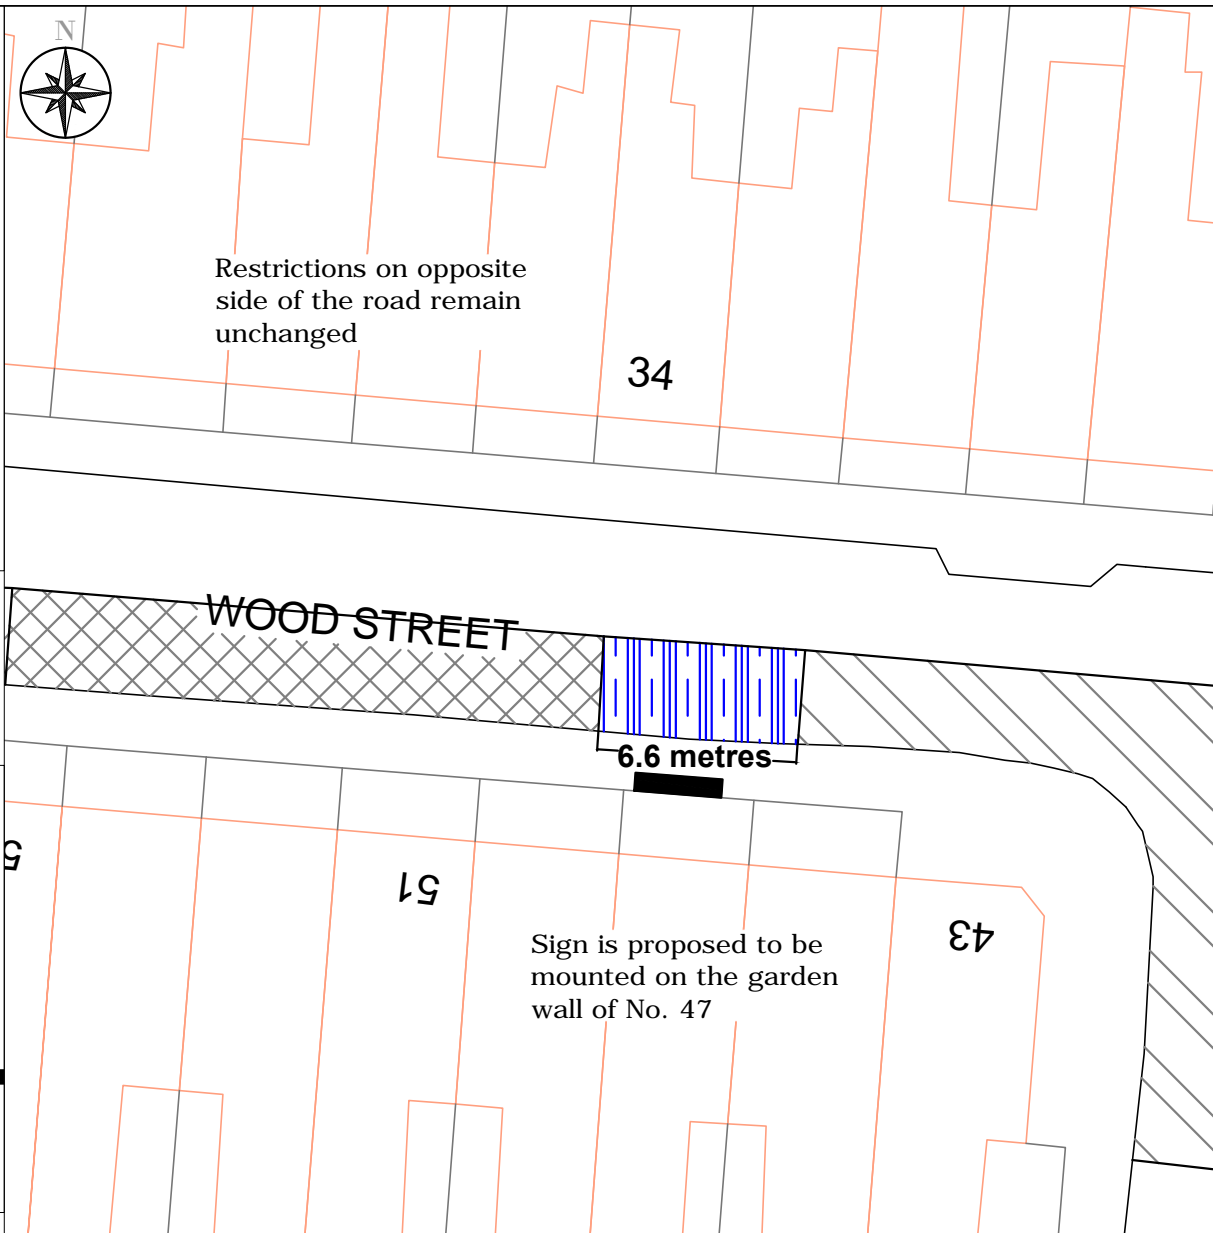 N
Restrictions on opposite
side of the road remain
unchanged
34
WOOD STREET
6.6 metres
5
51
43
Sign is proposed to be
mounted on the garden
wall of No. 47